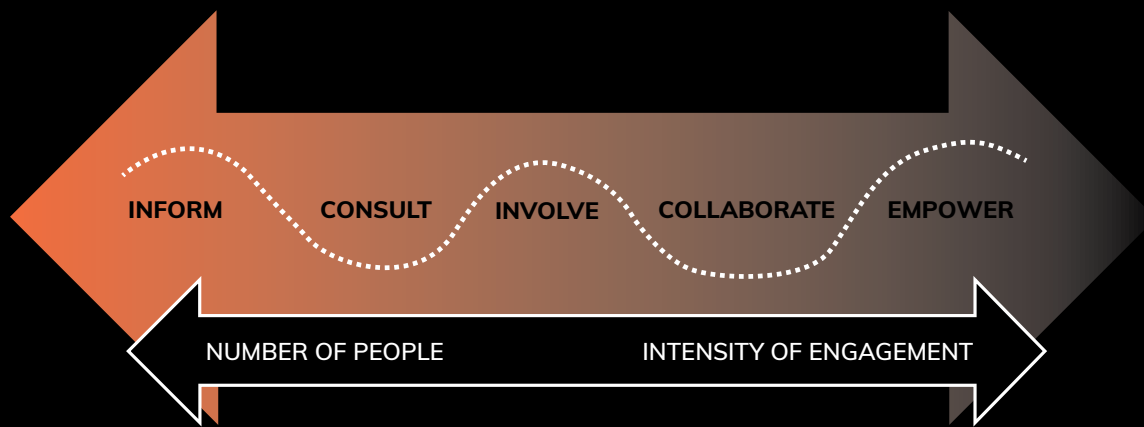 INFORM CONSULT INVOLVE COLLABORATE EMPOWER
NUMBER OF PEOPLE INTENSITY OF ENGAGEMENT